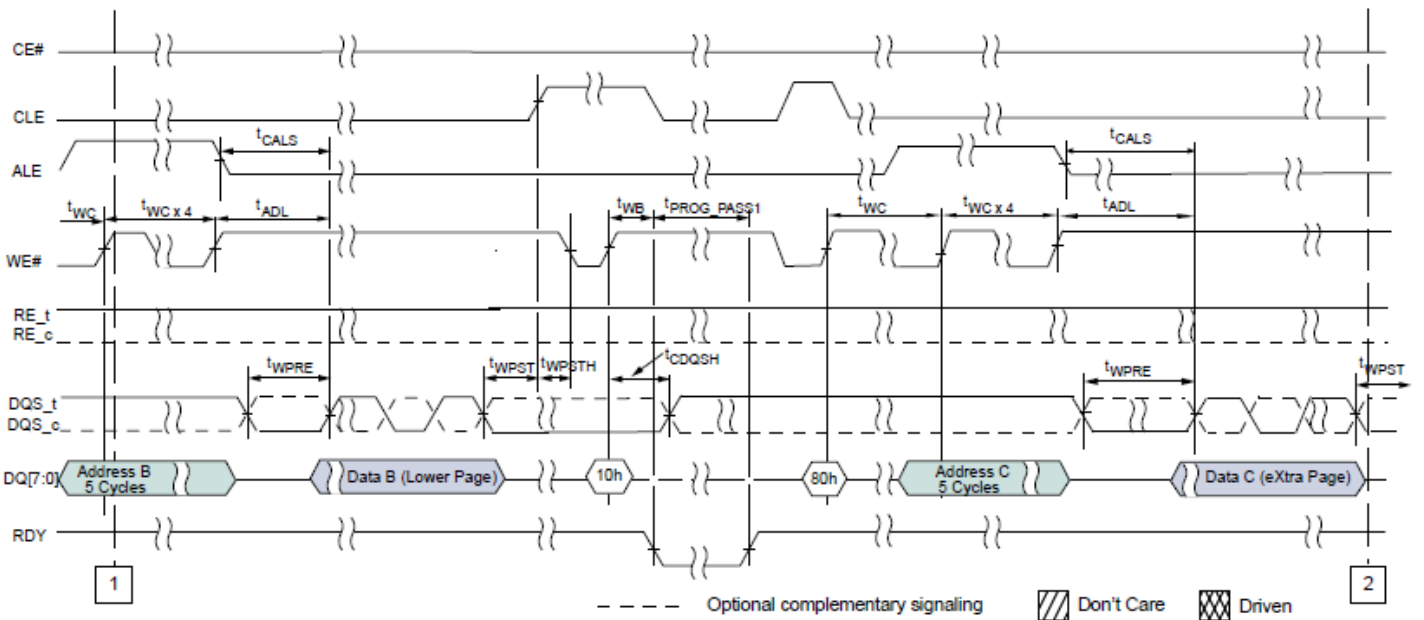 CE#
CLE
tCALS
tCALS
ALE
tWC
tWC x 4
tADL
tWB
tPROG_PASS1
tWC
tWC x 4
tADL
WE#
RE_t
RE_c
tWPRE
tWPST
tWPSTH
tCDQSH
tWPRE
tWPST
DQS_t
DQS_c
DQ[7:0]
Address B
5 Cycles
Data B (Lower Page)
10h
80h
Address C
5 Cycles
Data C (eXtra Page)
RDY
1
2
Optional complementary signaling
Don't Care
Driven